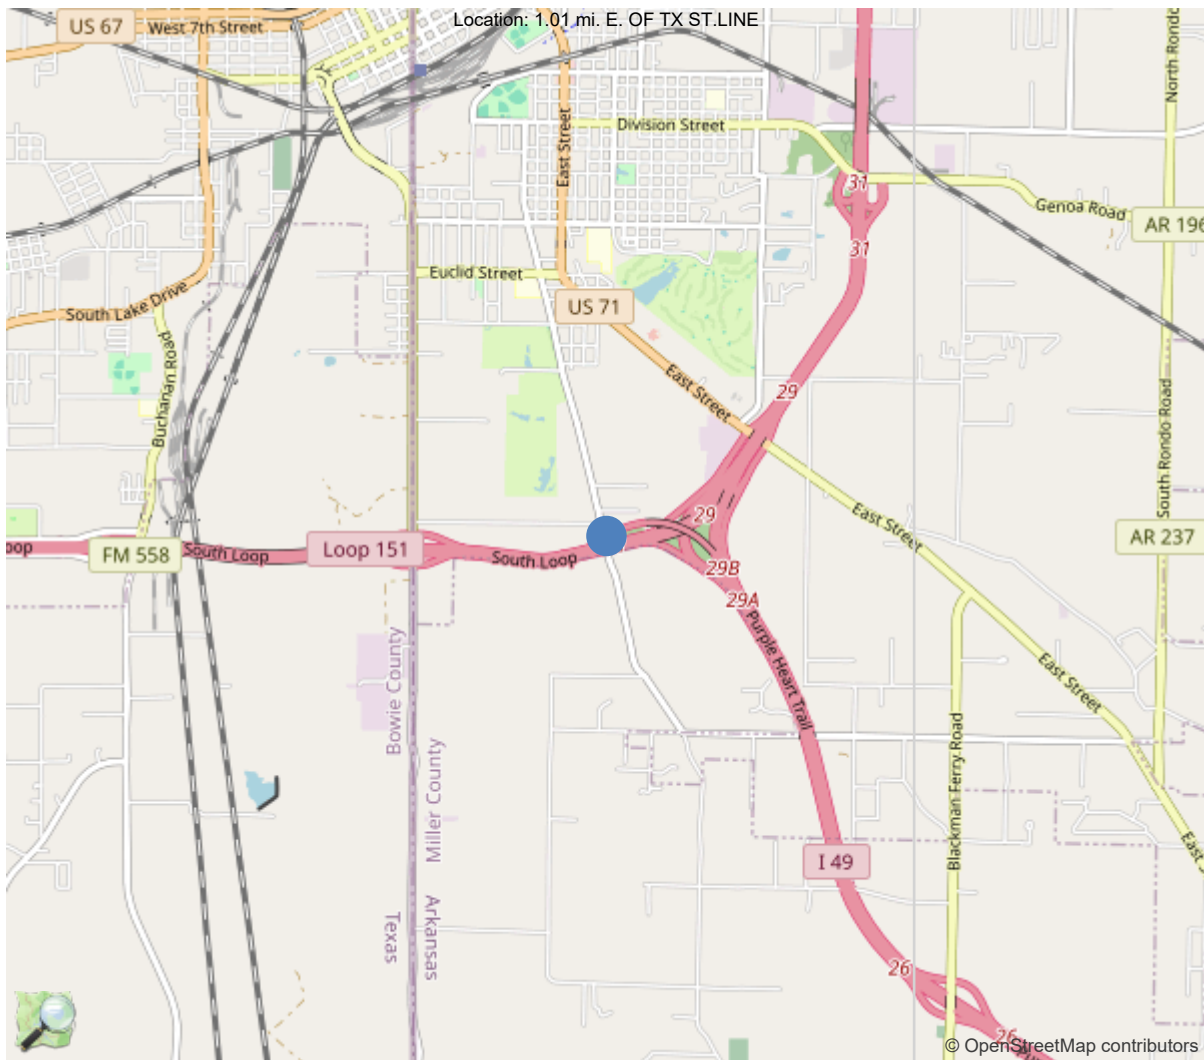 Location: 1.01 mi. E. OF TX ST.LINE
US 67
West 7th Street
North Rondo
East Street
Division Street
31
Genoa Road
AR 196
31
Euclid Street
South Lake Drive
US 71
Buchanan Road
East Street
29
South Rondo Road
29
East Street
AR 237
oop
FM 558
South Loop
Loop 151
South Loop
29B
29A
Purple Heart Trail
Bowie County
Miller County
East Street
Blackman Ferry Road
East S
I 49
Texas
Arkansas
26
26
© OpenStreetMap contributors